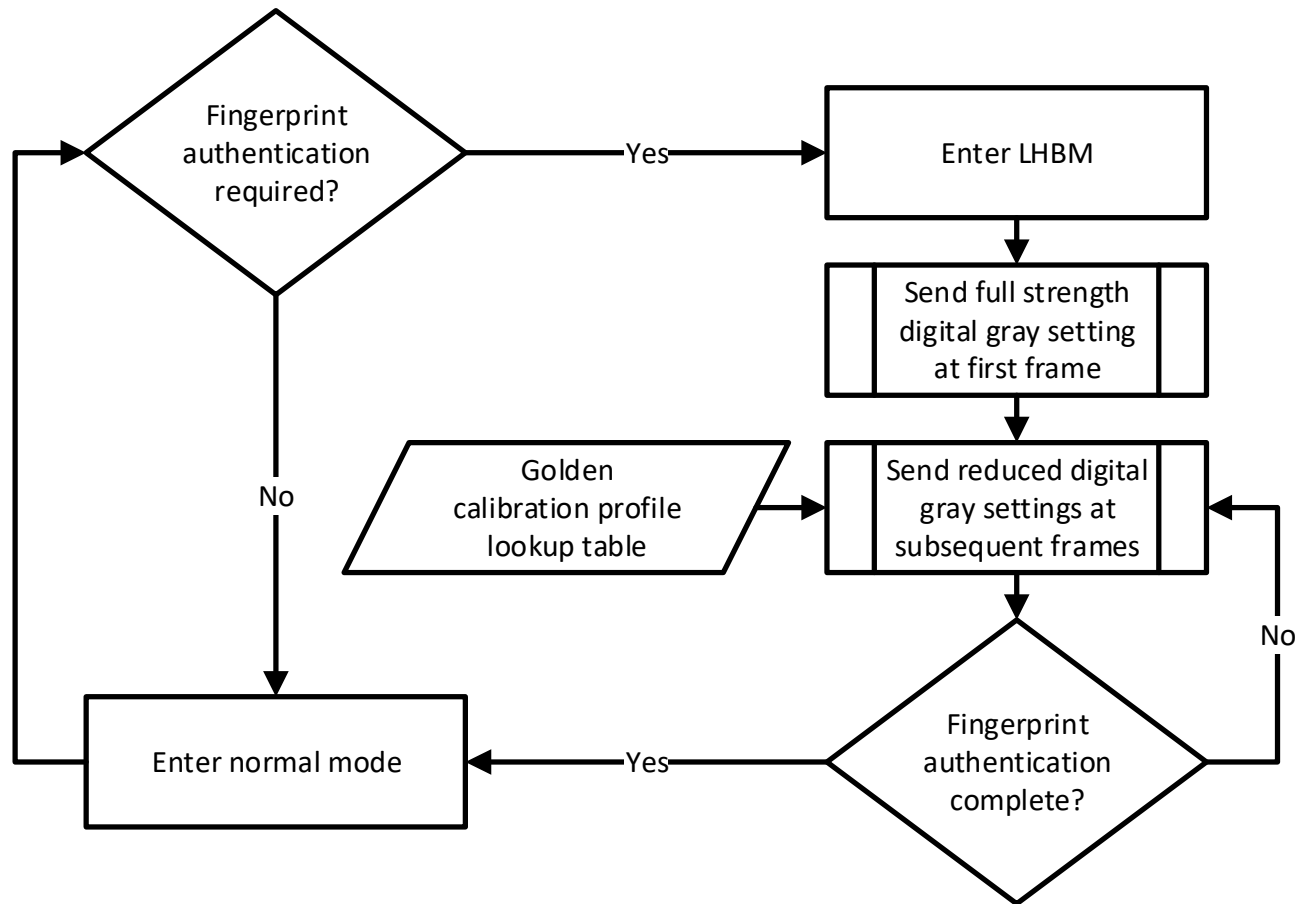 Fingerprint
authentication
required?
Yes
Enter LHBM
Send full strength
digital gray setting
at first frame
Golden
calibration profile
lookup table
Send reduced digital
gray settings at
subsequent frames
No
No
Enter normal mode
Yes
Fingerprint
authentication
complete?